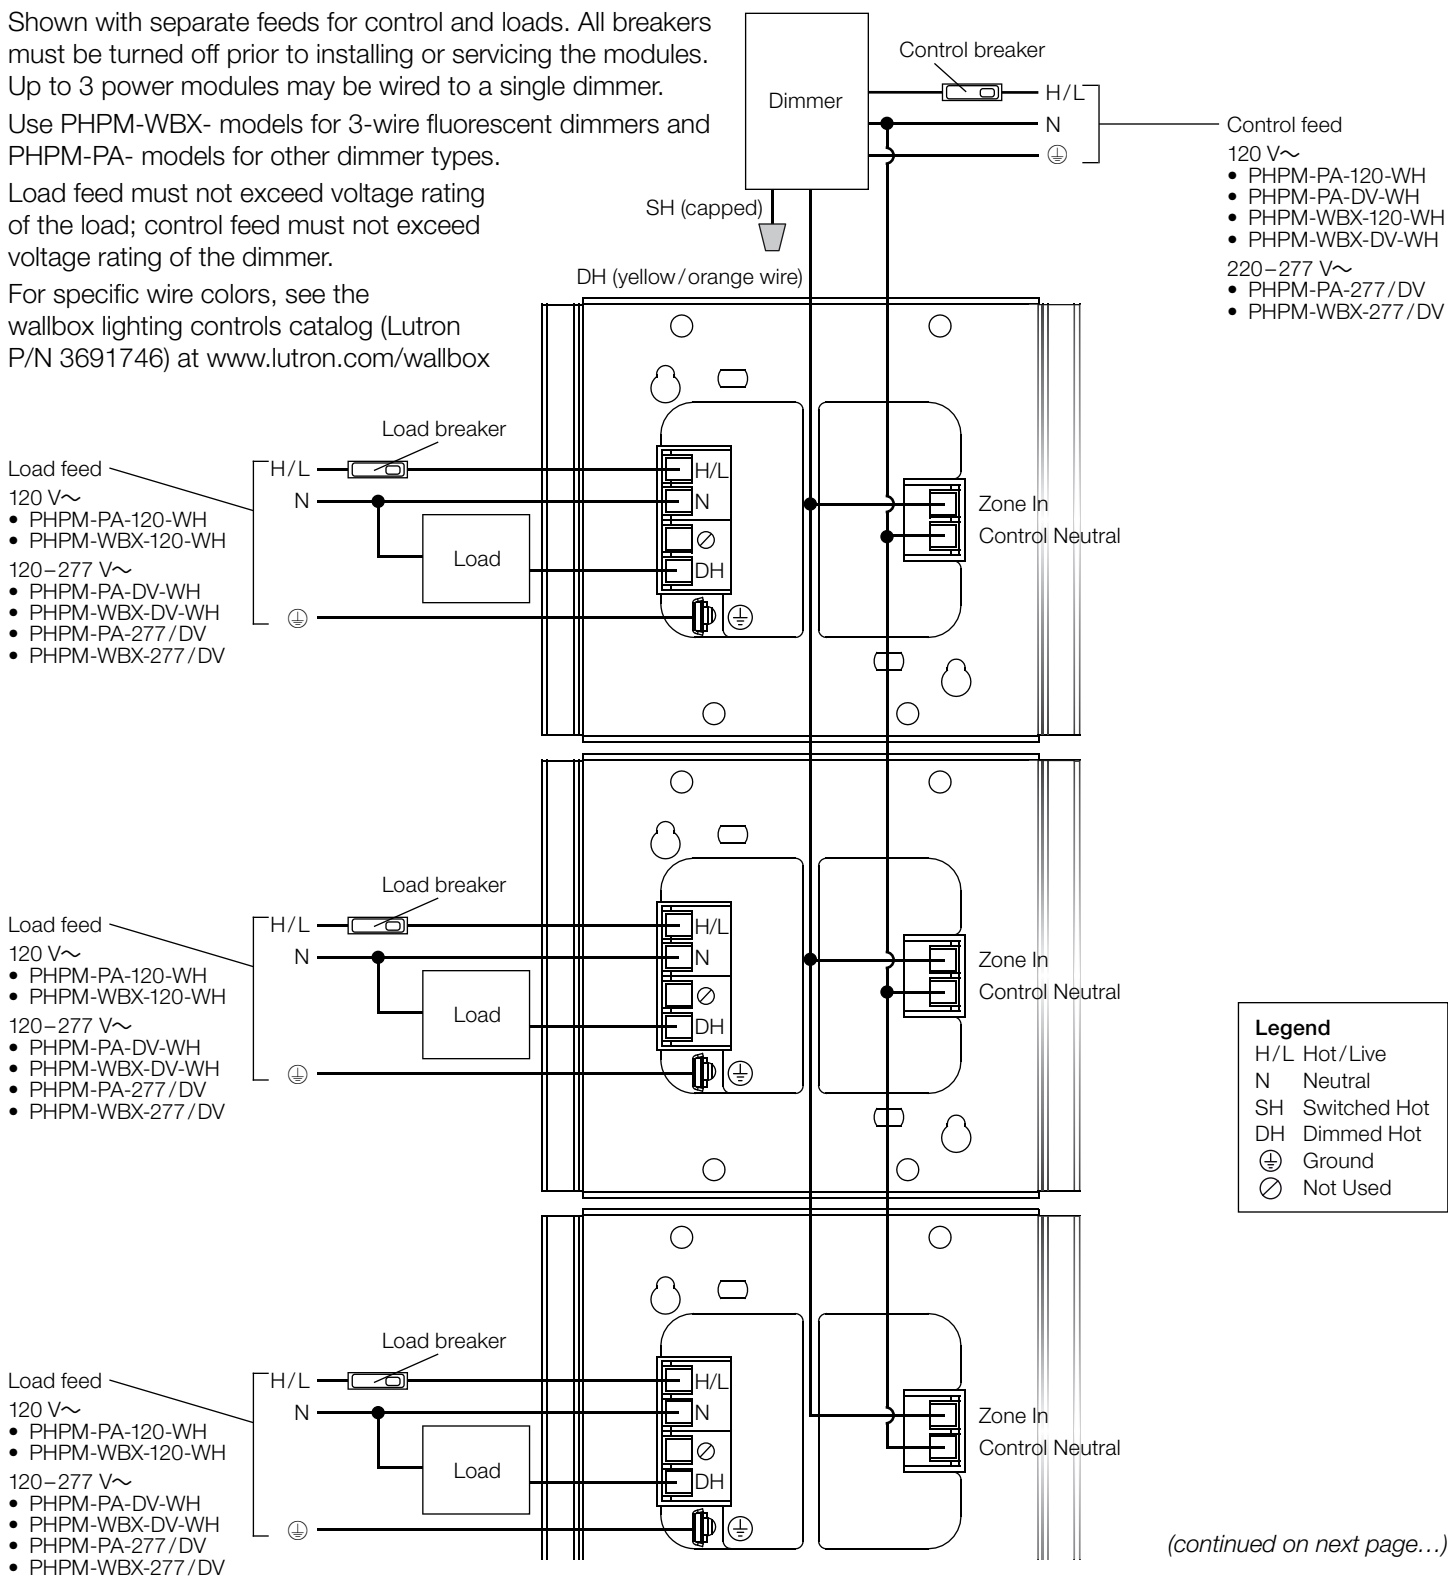 Shown with separate feeds for control and loads. All breakers
must be turned off prior to installing or servicing the modules.
Up to 3 power modules may be wired to a single dimmer.
Use PHPM-WBX- models for 3-wire fluorescent dimmers and
PHPM-PA- models for other dimmer types.
Load feed must not exceed voltage rating
of the load; control feed must not exceed
voltage rating of the dimmer.
For specific wire colors, see the
wallbox lighting controls catalog (Lutron
P/N 3691746) at www.lutron.com/wallbox
Dimmer
Control breaker
H/L
N
Control feed
120 V~
• PHPM-PA-120-WH
• PHPM-PA-DV-WH
• PHPM-WBX-120-WH
• PHPM-WBX-DV-WH
220–277 V~
• PHPM-PA-277/DV
• PHPM-WBX-277/DV
SH (capped)
DH (yellow/orange wire)
Load breaker
Load feed
120 V~
• PHPM-PA-120-WH
• PHPM-WBX-120-WH
120–277 V~
• PHPM-PA-DV-WH
• PHPM-WBX-DV-WH
• PHPM-PA-277/DV
• PHPM-WBX-277/DV
H/L
N
Load
H/L
N
DH
Zone In
Control Neutral
Load breaker
Load feed
120 V~
• PHPM-PA-120-WH
• PHPM-WBX-120-WH
120–277 V~
• PHPM-PA-DV-WH
• PHPM-WBX-DV-WH
• PHPM-PA-277/DV
• PHPM-WBX-277/DV
H/L
N
Load
H/L
N
DH
Zone In
Control Neutral
Legend
H/L Hot/Live
N Neutral
SH Switched Hot
DH Dimmed Hot
Ground
Not Used
Load breaker
Load feed
120 V~
• PHPM-PA-120-WH
• PHPM-WBX-120-WH
120–277 V~
• PHPM-PA-DV-WH
• PHPM-WBX-DV-WH
• PHPM-PA-277/DV
• PHPM-WBX-277/DV
H/L
N
Load
H/L
N
DH
Zone In
Control Neutral
(continued on next page…)